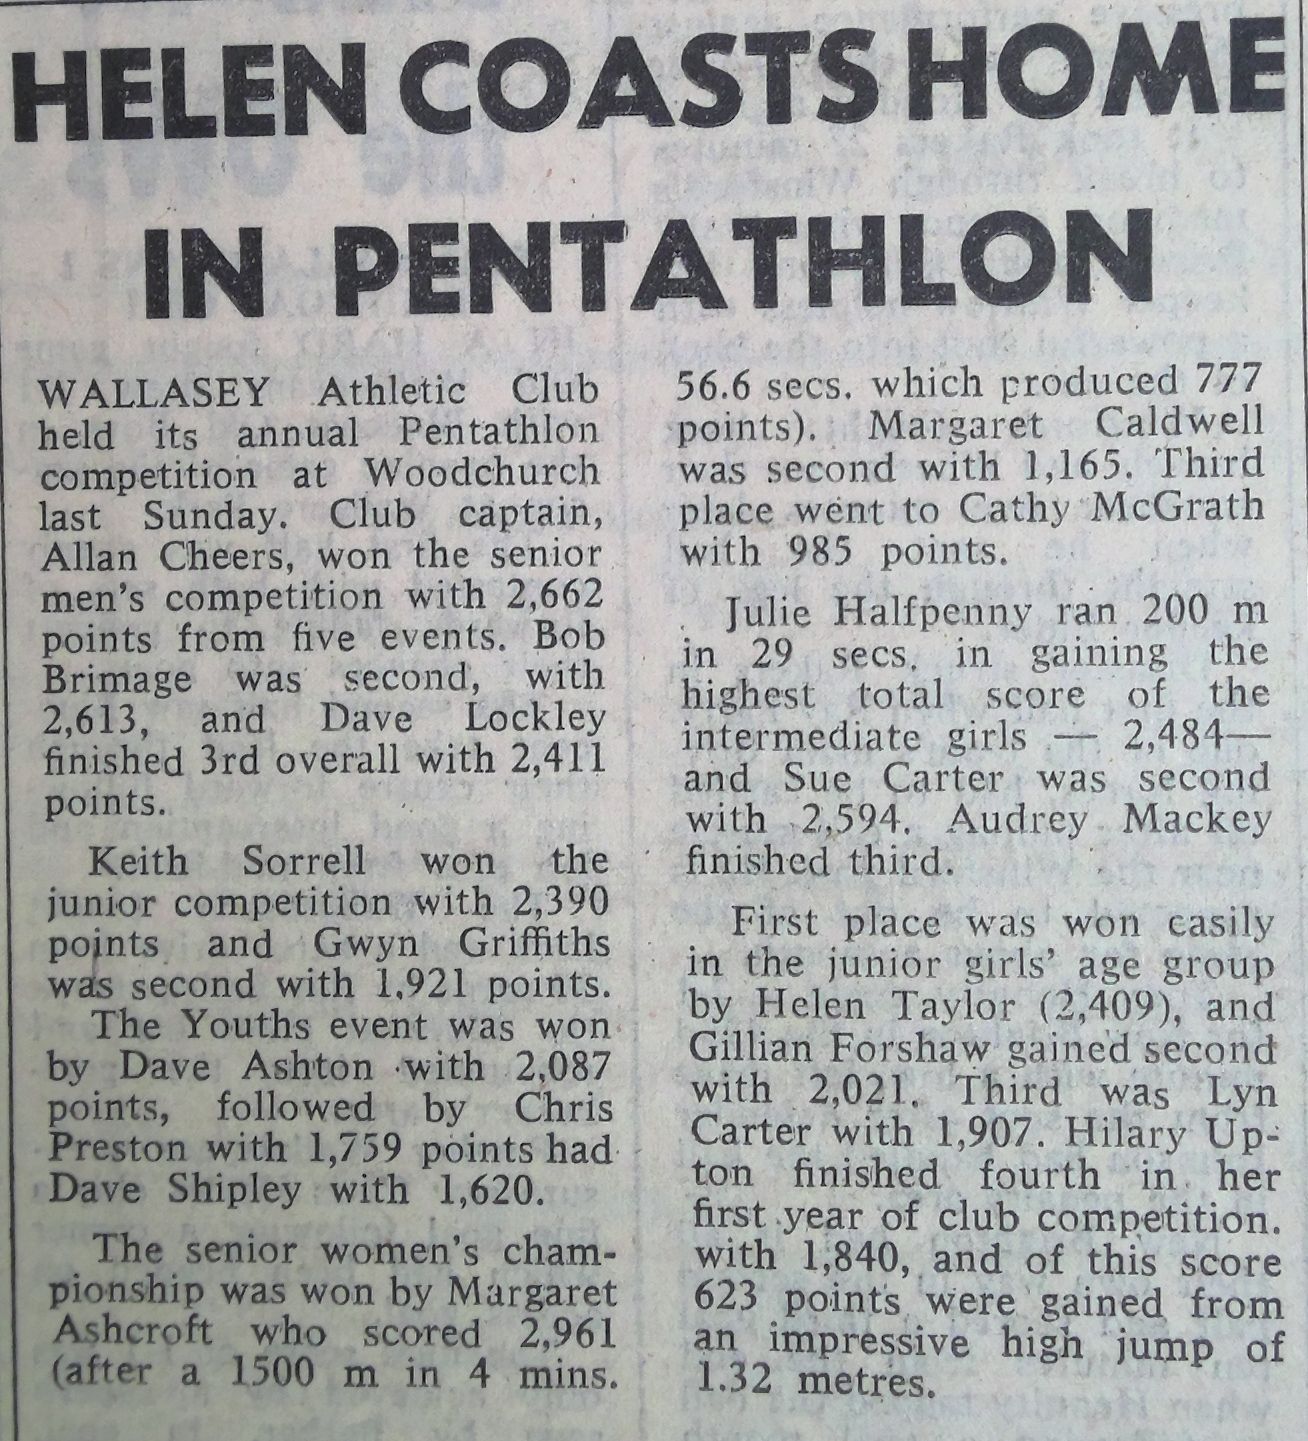 HELEN COASTS HOME
IN PENTATHLON
WALLASEY Athletic Club
held its annual Pentathlon
competition at Woodchurch
last Sunday. Club captain,
Allan Cheers, won the senior
men's competition with 2,662
points from five events. Bob
Brimage was second, with
2,613, and Dave Lockley
finished 3rd overall with 2,411
points.
Keith Sorrell won the
junior competition with 2,390
points and Gwyn Griffiths
was second with 1,921 points.
The Youths event was won
by Dave Ashton with 2,087
points, followed by Chris
Preston with 1,759 points had
Dave Shipley with 1,620.
The senior women's cham-
pionship was won by Margaret
Ashcroft who scored 2,961
(after a 1500 m in 4 mins.
56.6 secs. which produced 777
points). Margaret Caldwell
was second with 1,165. Third
place went to Cathy McGrath
with 985 points.
Julie Halfpenny ran 200 m
in 29 secs. in gaining the
highest total score of the
intermediate girls — 2,484—
and Sue Carter was second
with 2,594. Audrey Mackey
finished third.
First place was won easily
in the junior girls' age group
by Helen Taylor (2,409), and
Gillian Forshaw gained second
with 2,021. Third was Lyn
Carter with 1,907. Hilary Up-
ton finished fourth in her
first year of club competition.
with 1,840, and of this score
623 points were gained from
an impressive high jump of
1.32 metres.